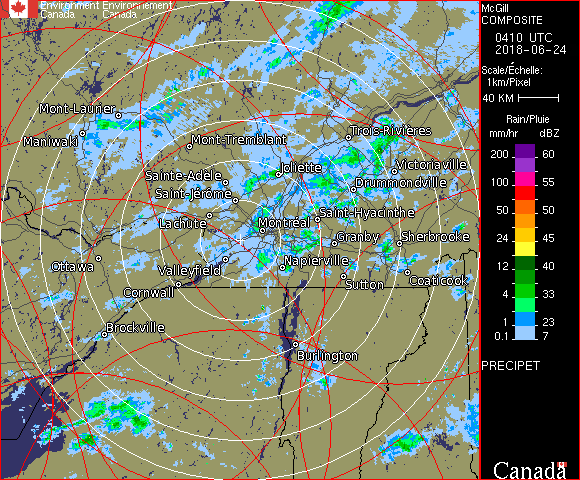 Environment Environnement
Canada Canada
McGill
COMPOSITE
0410 UTC
2018-06-24
Scale/Échelle:
1km/Pixel
40 KM
Rain/Pluie
mm/hr dBZ
200 60
100 55
50 50
24 45
12 40
4 33
1 23
0.1 7
PRECIPET
Canada
Mont-Laurier
Maniwaki
Mont-Tremblant
Trois-Rivières
Sainte-Adèle
Joliette
Victoriaville
Saint-Jérôme
Drummondville
Lachute
Montréal
Saint-Hyacinthe
Granby
Sherbrooke
Ottawa
Valleyfield
Napierville
Cornwall
Sutton
Coaticook
Brockville
Burlington